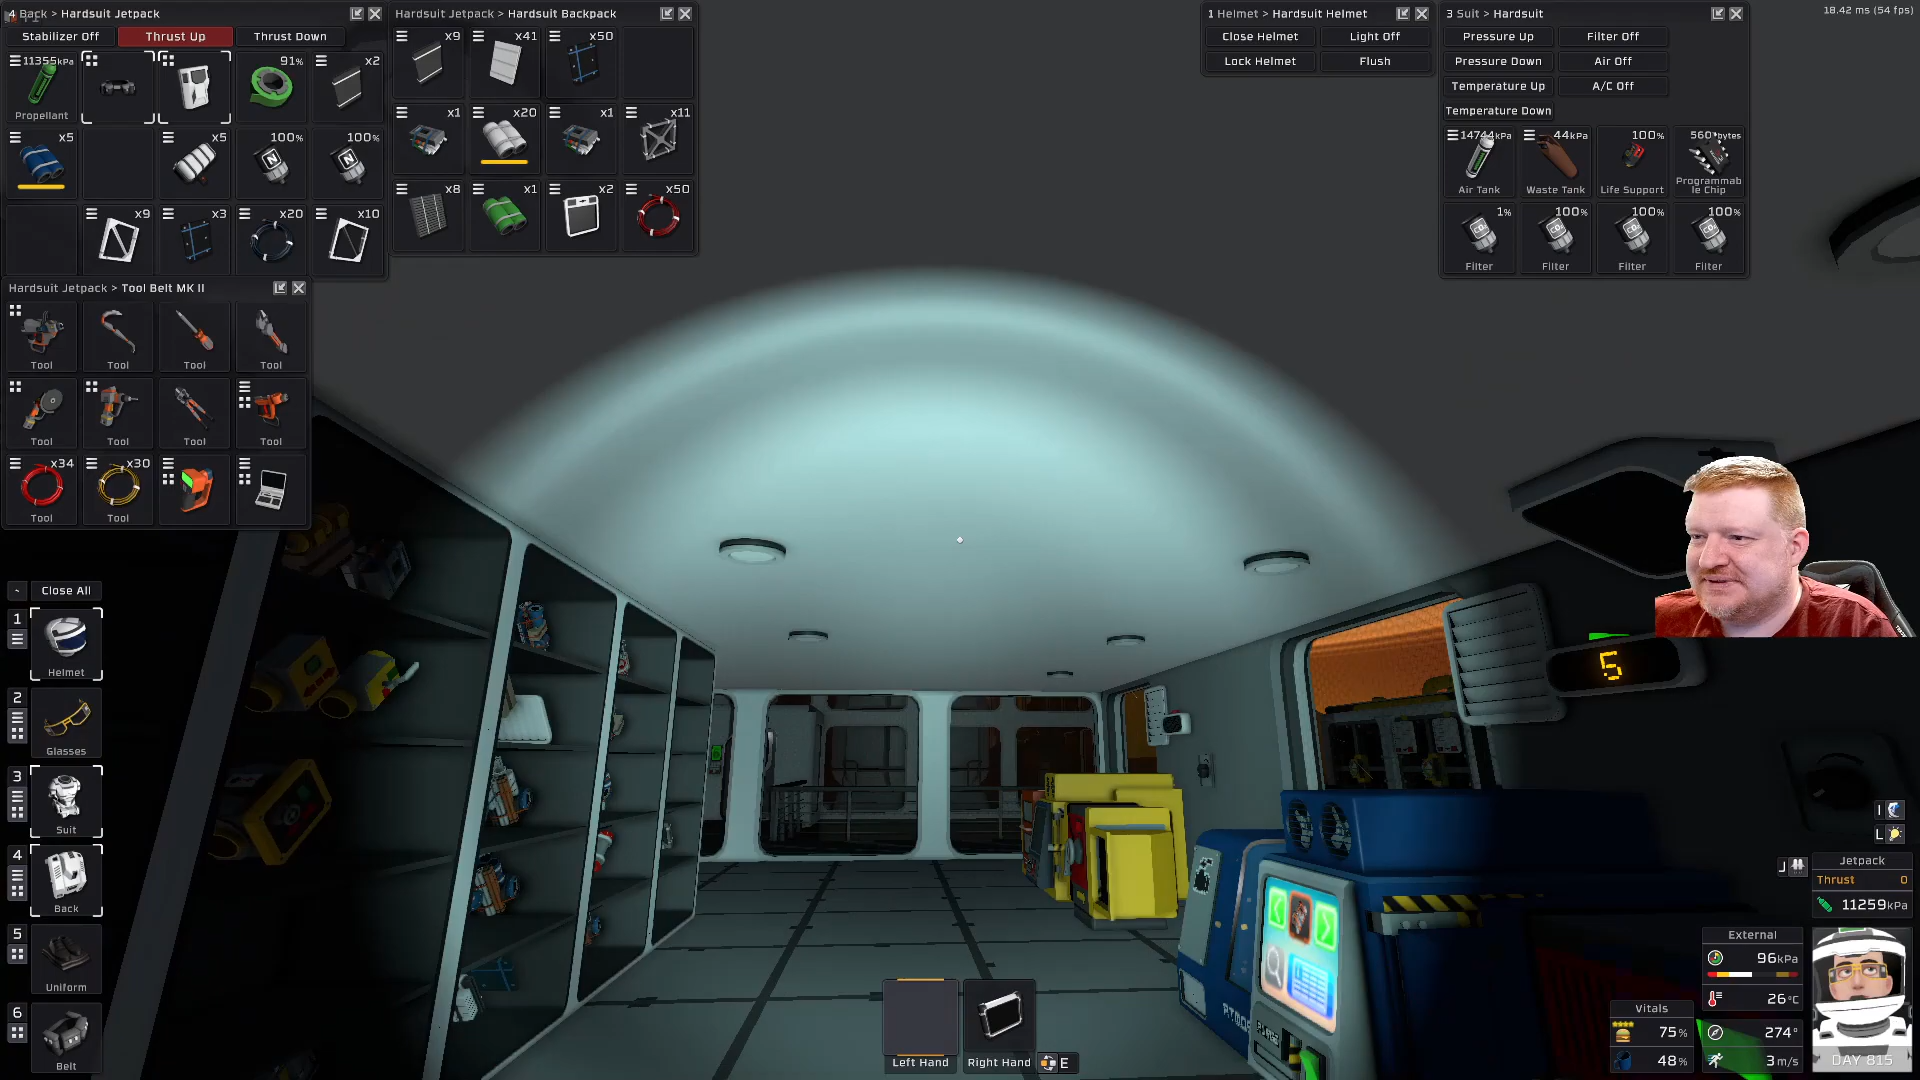 4 Back > Hardsuit Jetpack
Stabilizer Off
Thrust Up
Thrust Down
11355kPa
Propellant
91%
x2
x5
x5
100%
100%
x9
x3
x20
x10
Hardsuit Jetpack > Hardsuit Backpack
x9
x41
x50
x1
x20
x1
x11
x8
x1
x2
x50
Hardsuit Jetpack > Tool Belt MK II
Tool
Tool
Tool
Tool
Tool
Tool
Tool
Tool
x34
Tool
x30
Tool
1 Helmet > Hardsuit Helmet
Close Helmet
Light Off
Lock Helmet
Flush
3 Suit > Hardsuit
Pressure Up
Filter Off
Pressure Down
Air Off
Temperature Up
A/C Off
Temperature Down
14744kPa
Air Tank
44kPa
Waste Tank
100%
Life Support
560 bytes
Programmable Chip
1%
Filter
100%
Filter
100%
Filter
100%
Filter
18.42 ms (54 fps)
~
Close All
1
Helmet
2
Glasses
3
Suit
4
Back
5
Uniform
6
Belt
5
Left Hand
Right Hand
E
I
L
J
Jetpack
Thrust 0
11259kPa
External
96kPa
26°C
Vitals
75%
48%
274°
3m/s
DAY 815